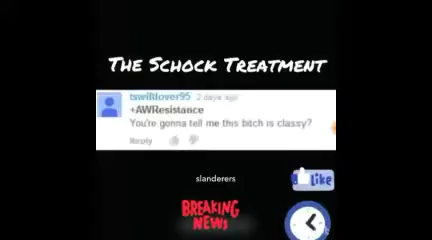 The Schock Treatment
tswiftlover95 2 days ago
+AWResistance
You're gonna tell me this bitch is classy?
Reply
slanderers
Like
BREAKING
NEWS